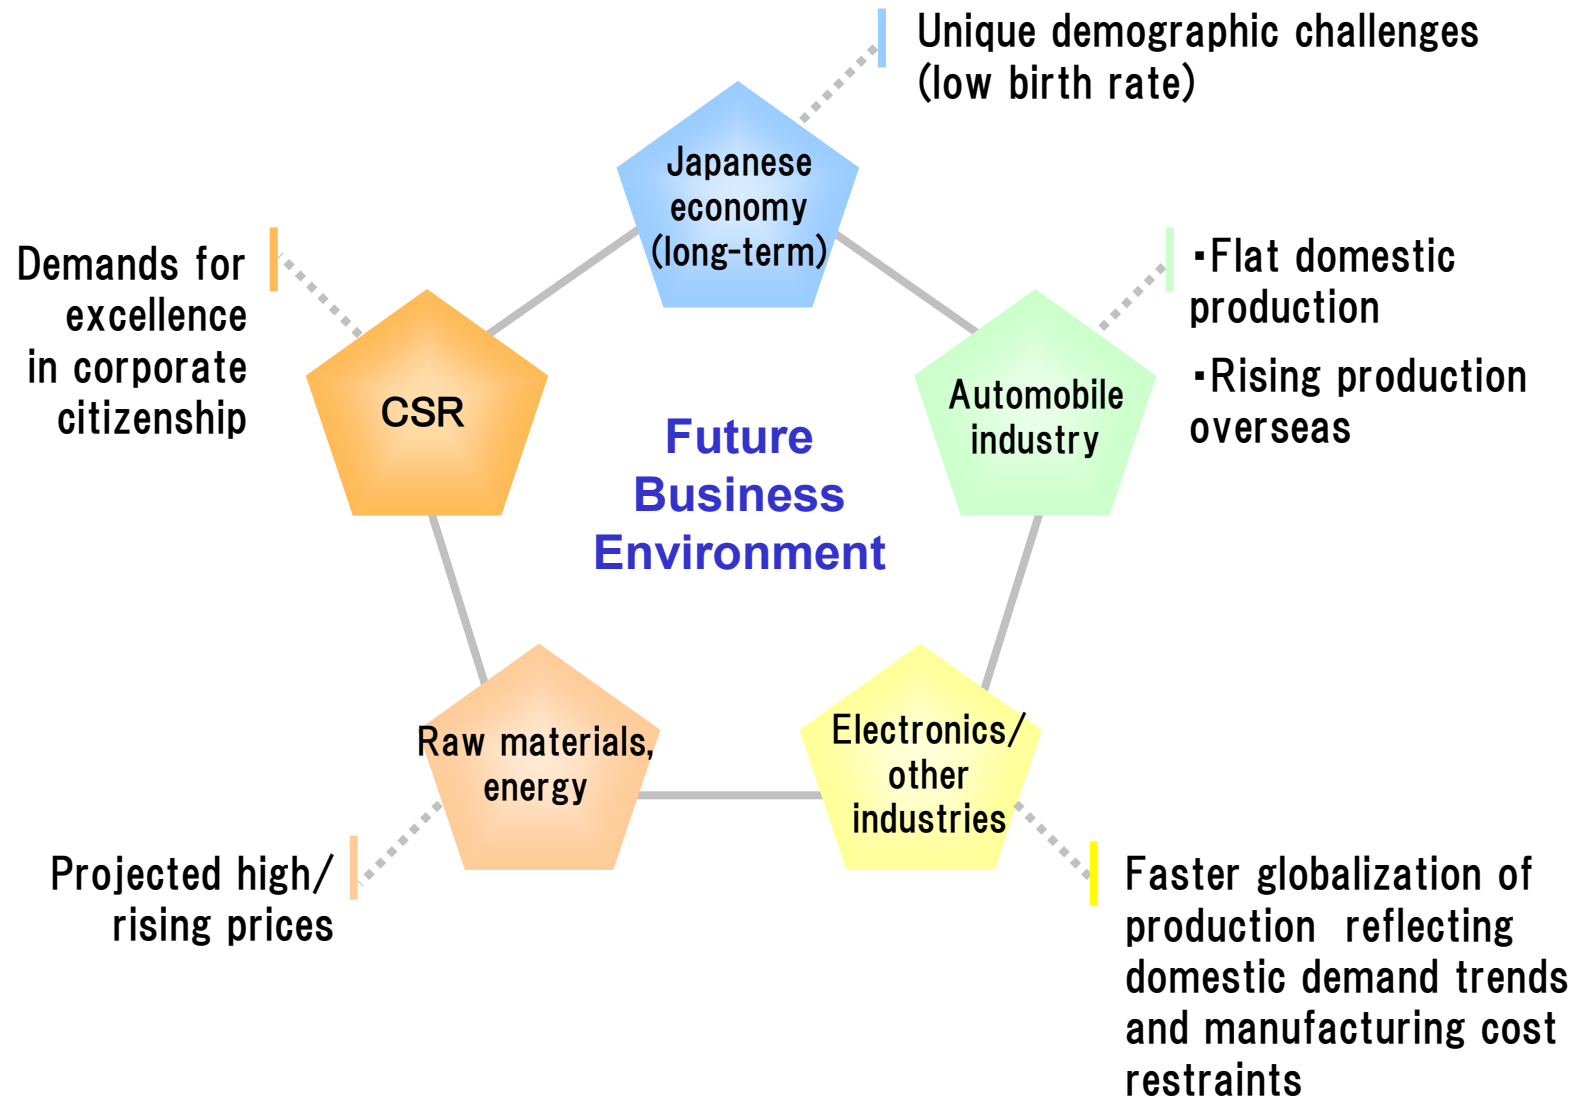 Unique demographic challenges
(low birth rate)
Japanese
economy
(long-term)
Demands for
excellence
in corporate
citizenship
CSR
▪Flat domestic
production
▪Rising production
overseas
Automobile
industry
Future
Business
Environment
Raw materials,
energy
Electronics/
other
industries
Projected high/
rising prices
Faster globalization of
production  reflecting
domestic demand trends
and manufacturing cost
restraints